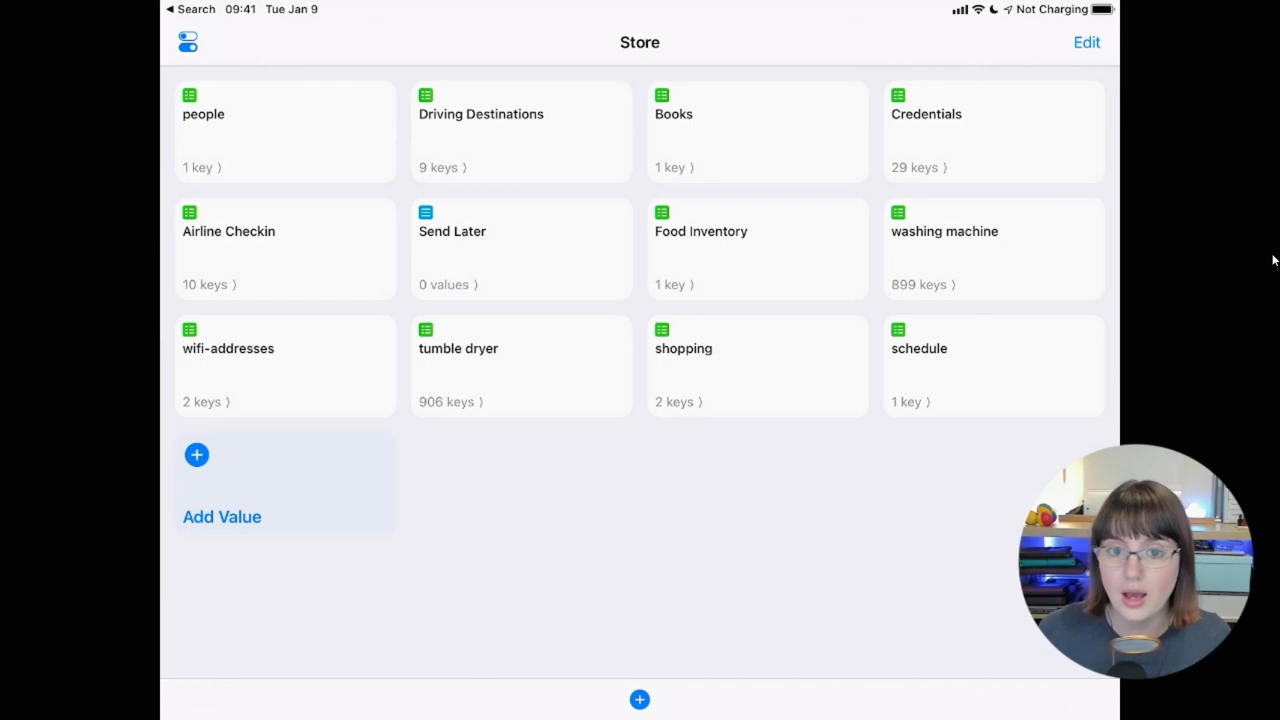 Search 09:41 Tue Jan 9
Not Charging
Store
Edit
people
1 key
Driving Destinations
9 keys
Books
1 key
Credentials
29 keys
Airline Checkin
10 keys
Send Later
0 values
Food Inventory
1 key
washing machine
899 keys
wifi-addresses
2 keys
tumble dryer
906 keys
shopping
2 keys
schedule
1 key
Add Value